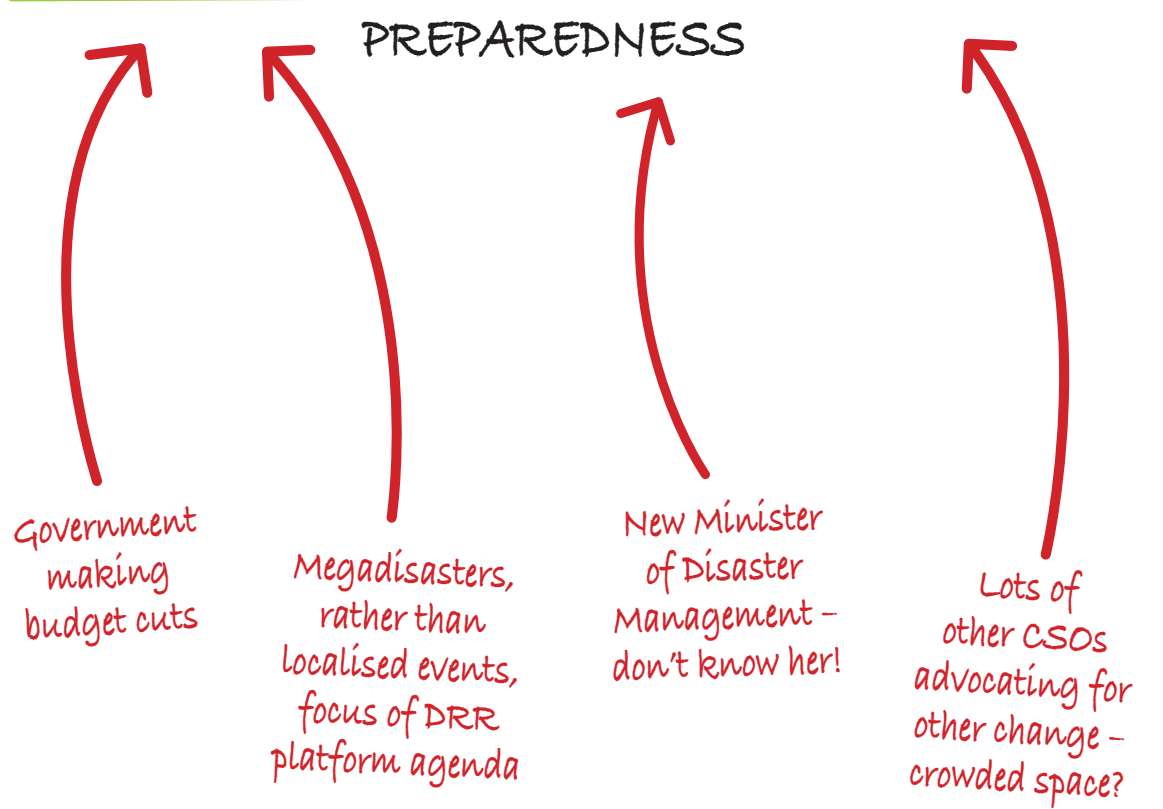 PREPAREDNESS
Government
making
budget cuts
Megadisasters,
rather than
localised events,
focus of DRR
platform agenda
New Minister
of Disaster
Management –
don't know her!
Lots of
other CSOs
advocating for
other change –
crowded space?